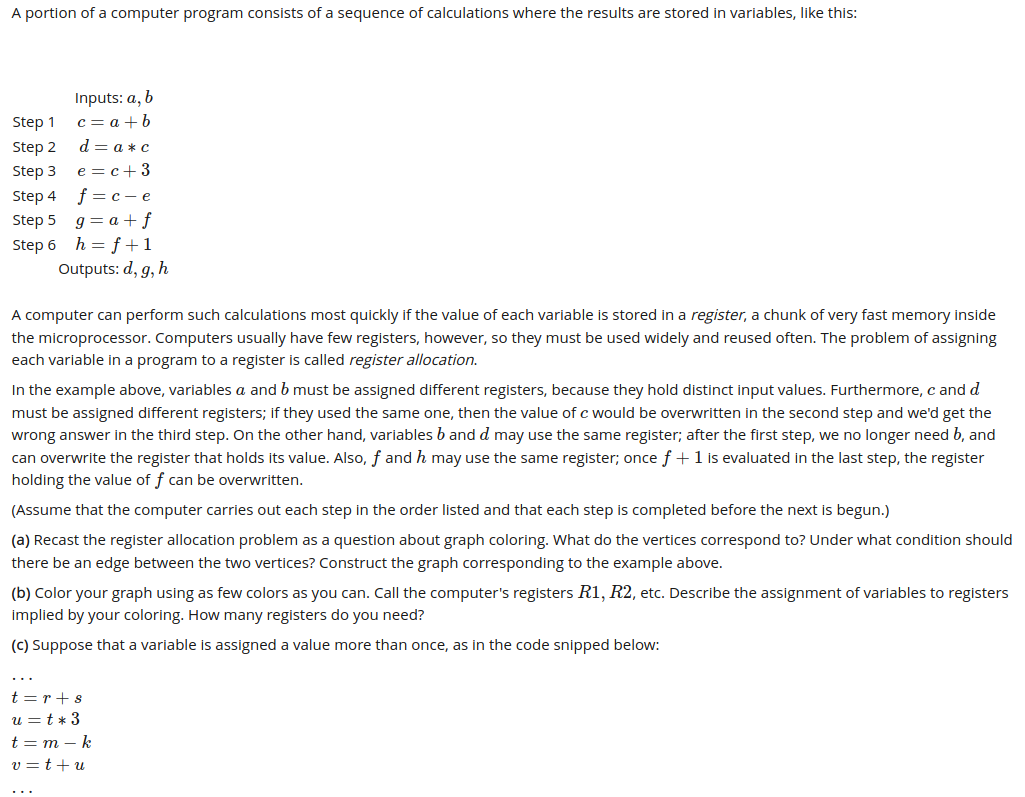 A portion of a computer program consists of a sequence of calculations where the results are stored in variables, like this:
Inputs: a, b
Step 1 c = a + b
Step 2 d = a ∗ c
Step 3 e = c + 3
Step 4 f = c − e
Step 5 g = a + f
Step 6 h = f + 1
Outputs: d, g, h
A computer can perform such calculations most quickly if the value of each variable is stored in a register, a chunk of very fast memory inside
the microprocessor. Computers usually have few registers, however, so they must be used widely and reused often. The problem of assigning
each variable in a program to a register is called register allocation.
In the example above, variables a and b must be assigned different registers, because they hold distinct input values. Furthermore, c and d
must be assigned different registers; if they used the same one, then the value of c would be overwritten in the second step and we'd get the
wrong answer in the third step. On the other hand, variables b and d may use the same register; after the first step, we no longer need b, and
can overwrite the register that holds its value. Also, f and h may use the same register; once f + 1 is evaluated in the last step, the register
holding the value of f can be overwritten.
(Assume that the computer carries out each step in the order listed and that each step is completed before the next is begun.)
(a) Recast the register allocation problem as a question about graph coloring. What do the vertices correspond to? Under what condition should
there be an edge between the two vertices? Construct the graph corresponding to the example above.
(b) Color your graph using as few colors as you can. Call the computer's registers R1, R2, etc. Describe the assignment of variables to registers
implied by your coloring. How many registers do you need?
(c) Suppose that a variable is assigned a value more than once, as in the code snipped below:
...
t = r + s
u = t ∗ 3
t = m − k
v = t + u
...